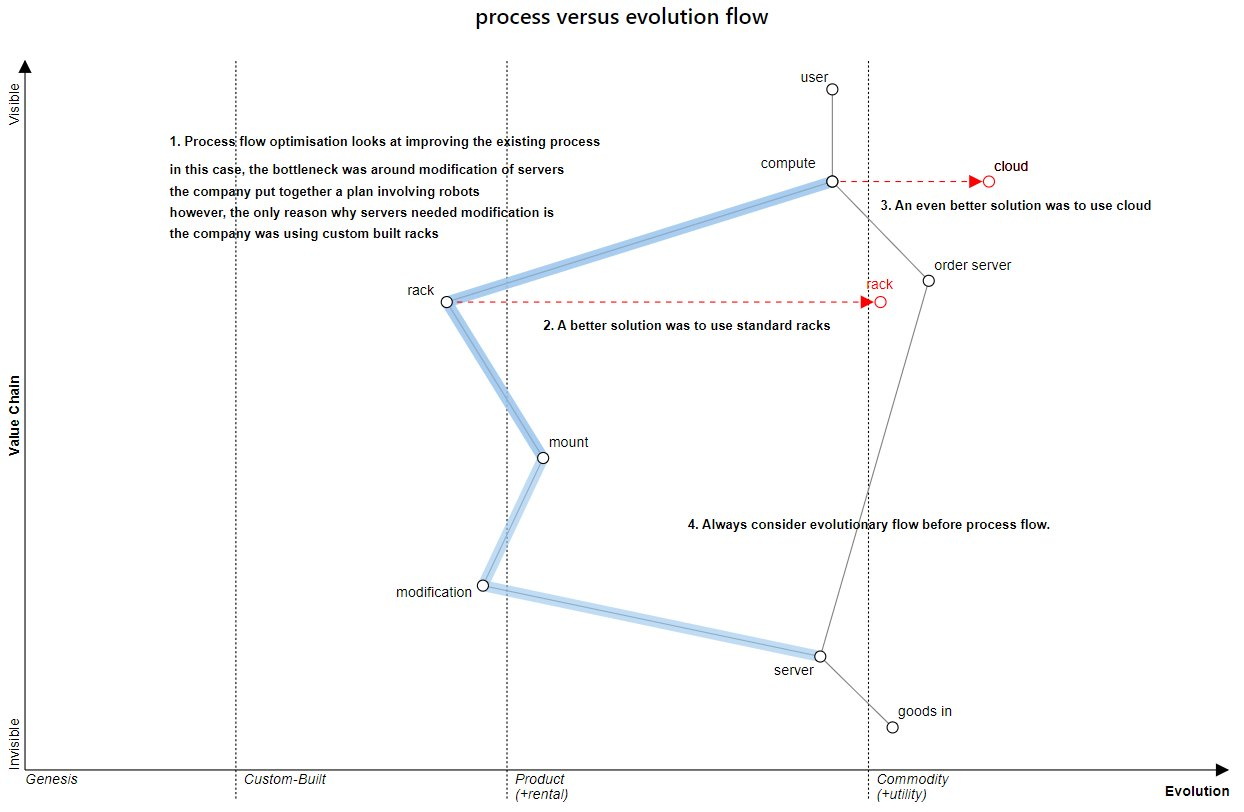 process versus evolution flow
Visible
user
1. Process flow optimisation looks at improving the existing process
in this case, the bottleneck was around modification of servers
the company put together a plan involving robots
however, the only reason why servers needed modification is
the company was using custom built racks
compute
cloud
3. An even better solution was to use cloud
order server
rack
rack
2. A better solution was to use standard racks
Value Chain
mount
4. Always consider evolutionary flow before process flow.
modification
server
goods in
Invisible
Genesis
Custom-Built
Product
(+rental)
Commodity
(+utility)
Evolution